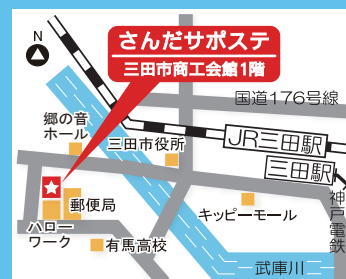 N
さんだサポステ
三田市商工会館1階
国道176号線
郷の音
ホール
三田市役所
JR三田駅
三田駅
神戸電鉄
郵便局
ハロー
ワーク
キッピーモール
有馬高校
武庫川